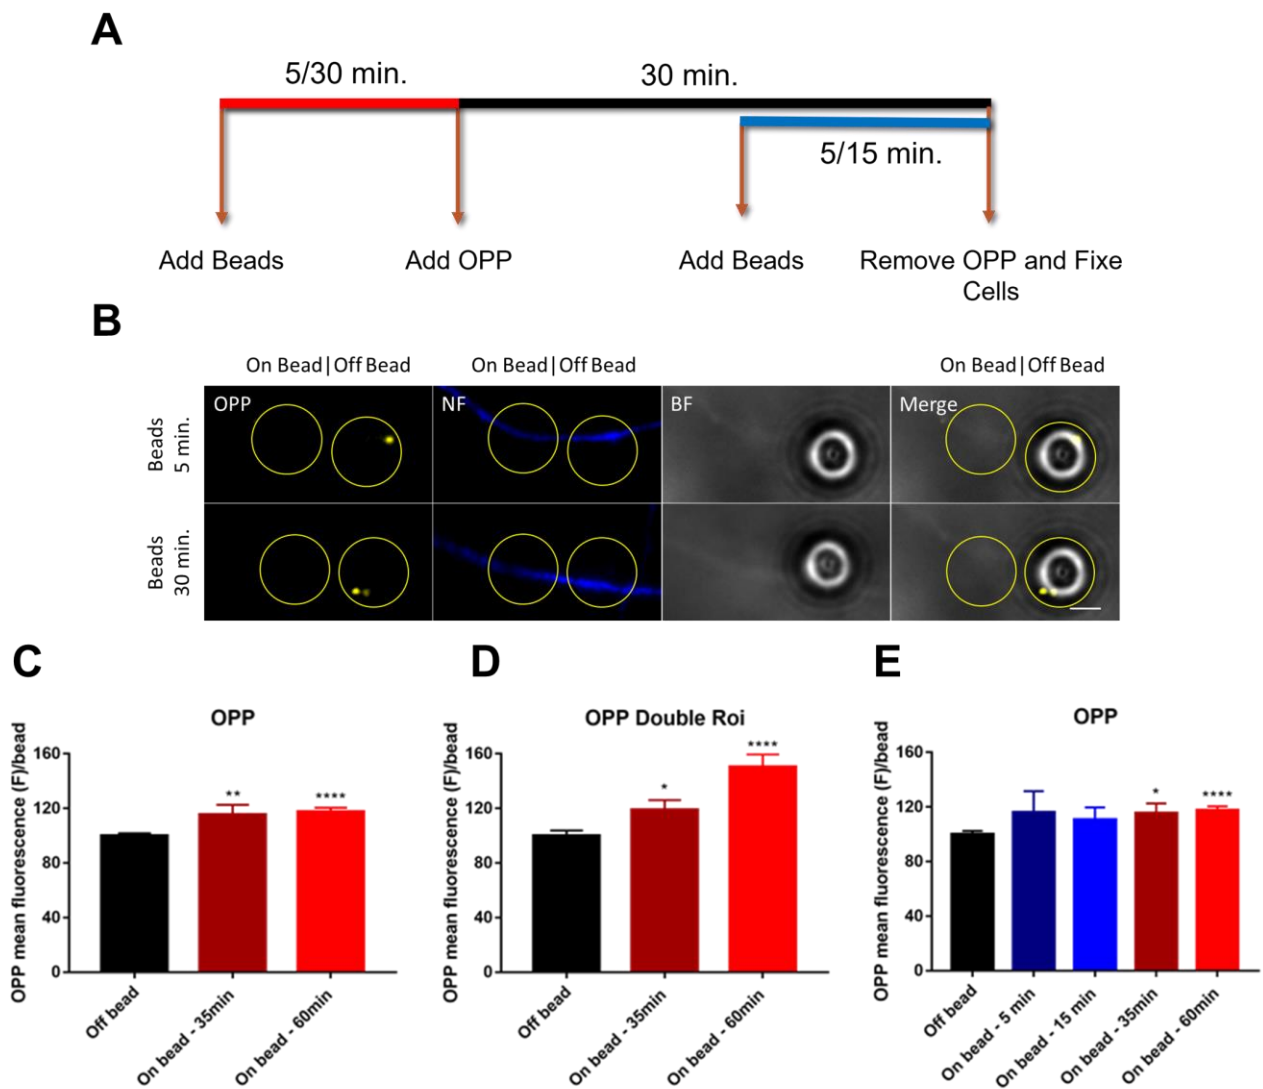 A
5/30 min.
30 min.
5/15 min.
Add Beads
Add OPP
Add Beads
Remove OPP and Fixe
Cells
B
On Bead|Off Bead
On Bead|Off Bead
On Bead|Off Bead
Beads
5 min.
OPP
NF
BF
Merge
Beads
30 min.
C
OPP
OPP mean fluorescence (F)/bead
160
120
80
40
0
**
****
Off bead
On bead - 35min
On bead - 60min
D
OPP Double Roi
OPP mean fluorescence (F)/bead
160
120
80
40
0
*
****
Off bead
On bead - 35min
On bead - 60min
E
OPP
OPP mean fluorescence (F)/bead
160
120
80
40
0
*
****
Off bead
On bead - 5 min
On bead - 15 min
On bead - 35min
On bead - 60min